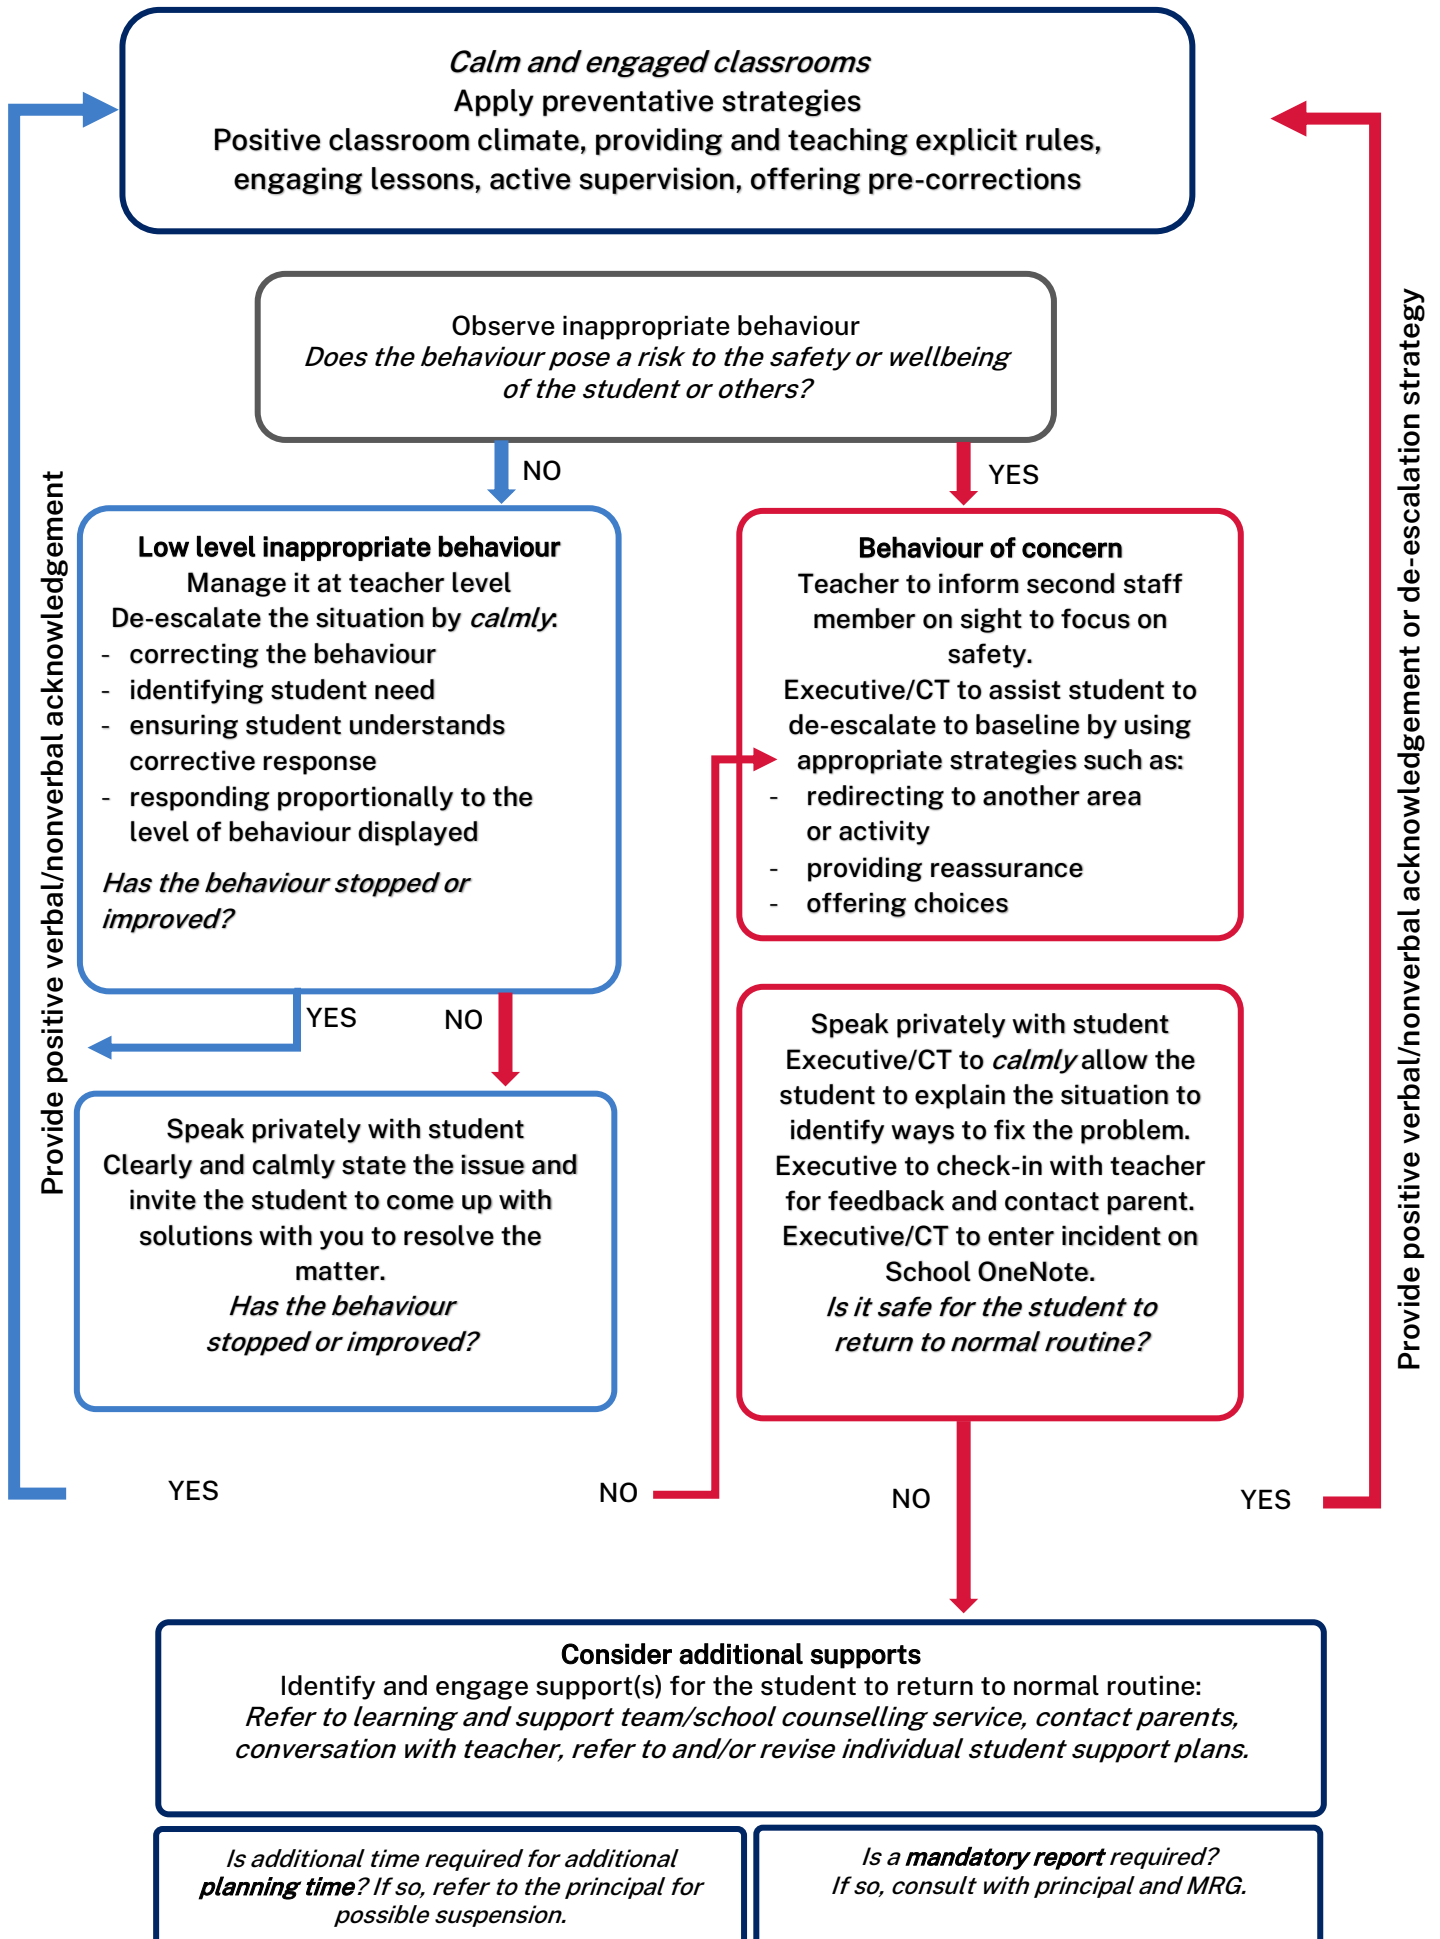 Calm and engaged classrooms
Apply preventative strategies
Positive classroom climate, providing and teaching explicit rules,
engaging lessons, active supervision, offering pre-corrections
Observe inappropriate behaviour
Does the behaviour pose a risk to the safety or wellbeing
of the student or others?
NO
YES
Provide positive verbal/nonverbal acknowledgement
Low level inappropriate behaviour
Manage it at teacher level
De-escalate the situation by calmly:
- correcting the behaviour
- identifying student need
- ensuring student understands
corrective response
- responding proportionally to the
level of behaviour displayed
Has the behaviour stopped or
improved?
Behaviour of concern
Teacher to inform second staff
member on sight to focus on
safety.
Executive/CT to assist student to
de-escalate to baseline by using
appropriate strategies such as:
- redirecting to another area
or activity
- providing reassurance
- offering choices
Provide positive verbal/nonverbal acknowledgement or de-escalation strategy
YES
NO
Speak privately with student
Clearly and calmly state the issue and
invite the student to come up with
solutions with you to resolve the
matter.
Has the behaviour
stopped or improved?
Speak privately with student
Executive/CT to calmly allow the
student to explain the situation to
identify ways to fix the problem.
Executive to check-in with teacher
for feedback and contact parent.
Executive/CT to enter incident on
School OneNote.
Is it safe for the student to
return to normal routine?
YES
NO
NO
YES
Consider additional supports
Identify and engage support(s) for the student to return to normal routine:
Refer to learning and support team/school counselling service, contact parents,
conversation with teacher, refer to and/or revise individual student support plans.
Is additional time required for additional
planning time? If so, refer to the principal for
possible suspension.
Is a mandatory report required?
If so, consult with principal and MRG.